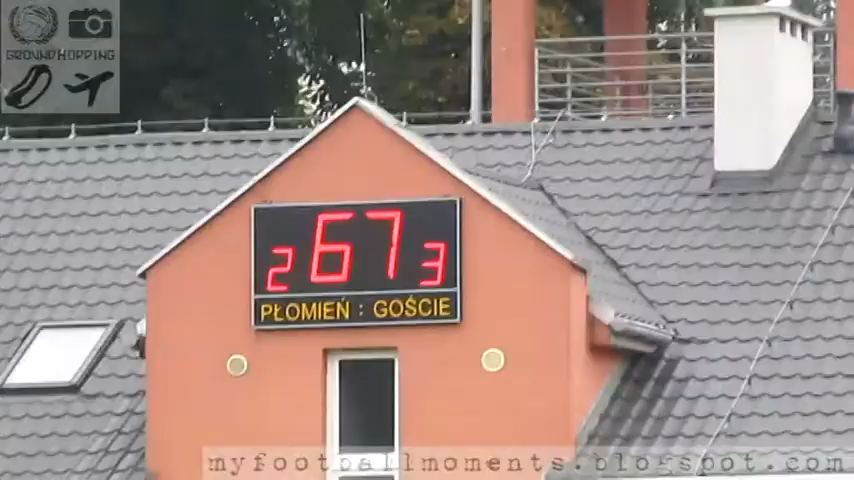 GROUNDHOPPING
2 67 3
PŁOMIEŃ : GOŚCIE
myfootballmoments.blogspot.com